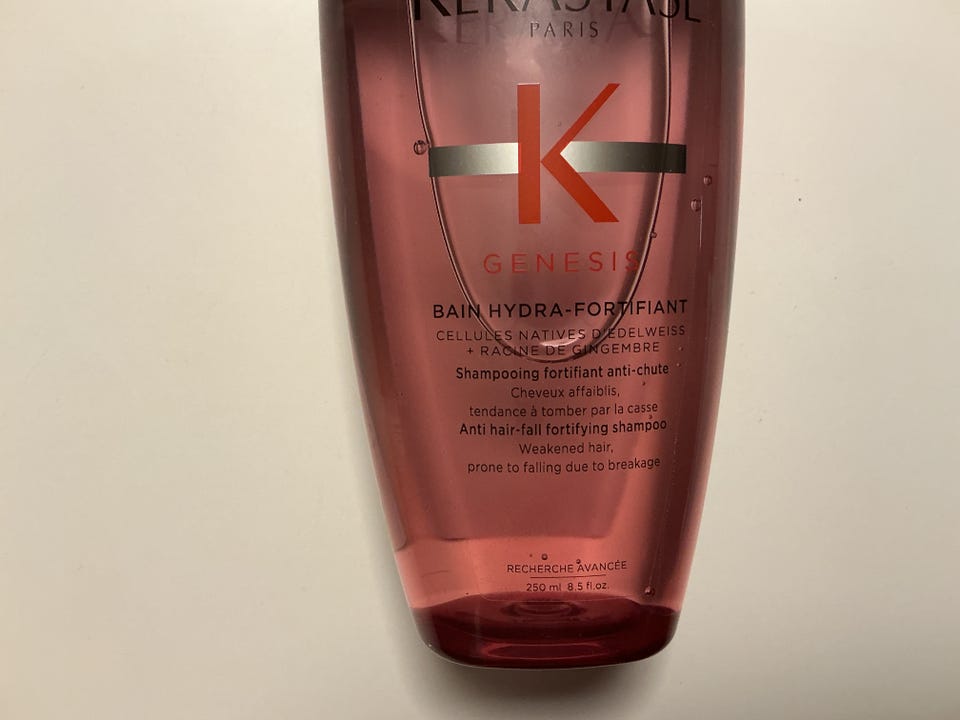 KÉRASTASE
PARIS
K
GENESIS
BAIN HYDRA-FORTIFIANT
CELLULES NATIVES D'EDELWEISS
+ RACINE DE GINGEMBRE
Shampooing fortifiant anti-chute
Cheveux affaiblis,
tendance à tomber par la casse
Anti hair-fall fortifying shampoo
Weakened hair,
prone to falling due to breakage
RECHERCHE AVANCÉE
250 ml 8.5 fl.oz.